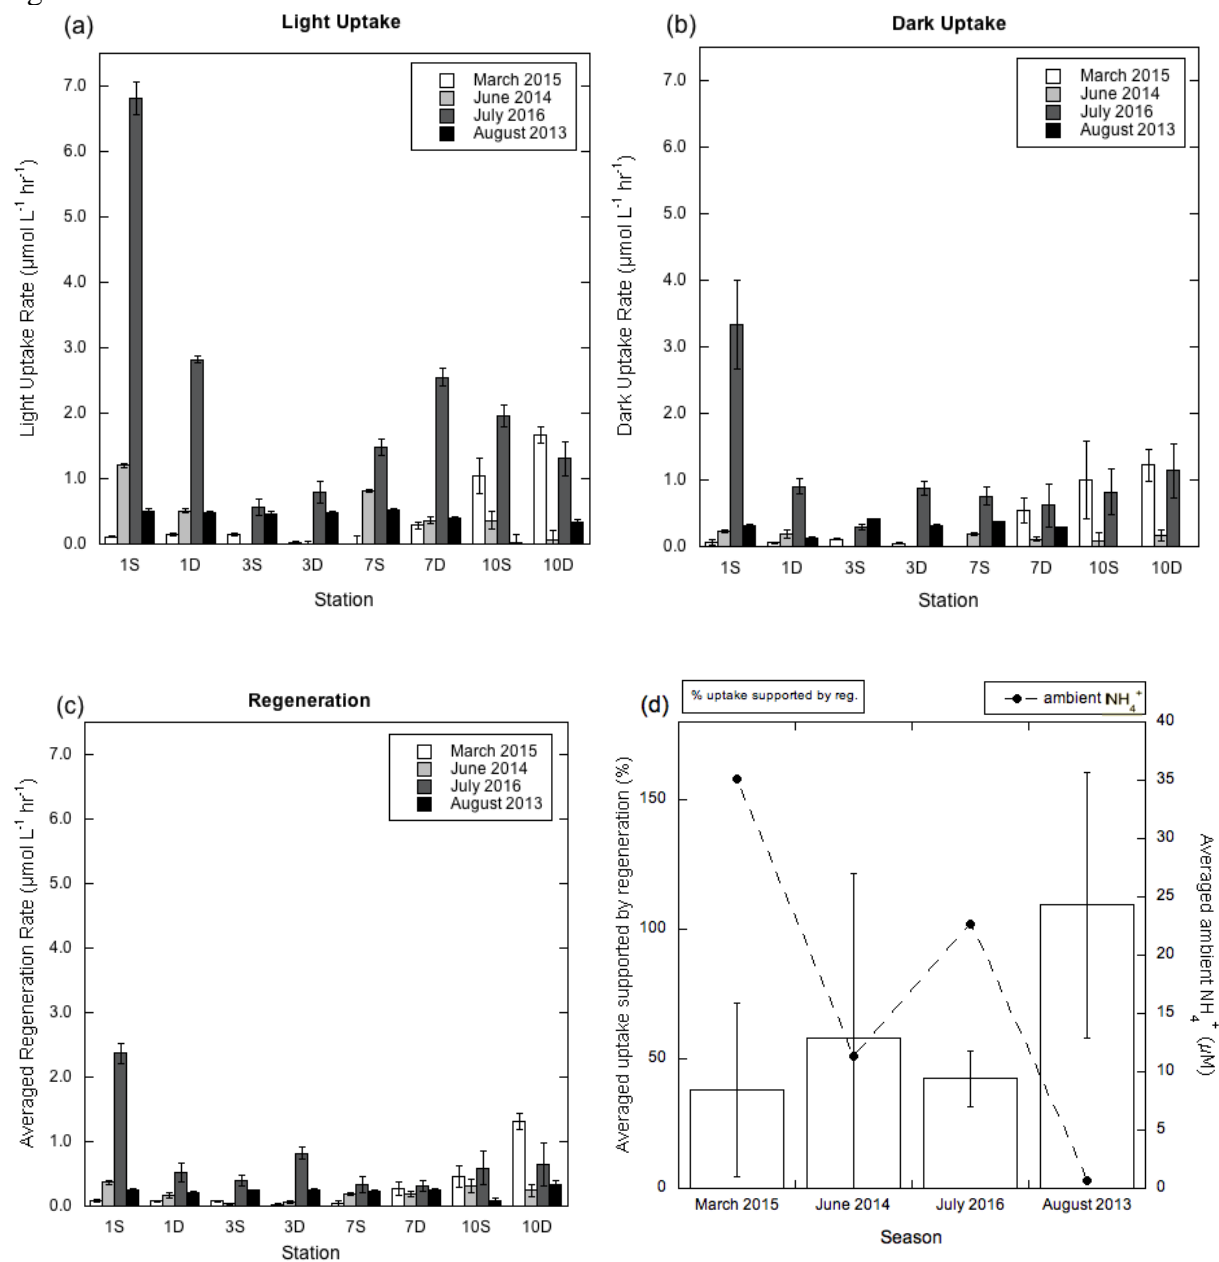 (a)
Light Uptake
March 2015
June 2014
July 2016
August 2013
Light Uptake Rate (μmol L⁻¹ hr⁻¹)
7.0
6.0
5.0
4.0
3.0
2.0
1.0
0.0
1S 1D 3S 3D 7S 7D 10S 10D
Station
(b)
Dark Uptake
March 2015
June 2014
July 2016
August 2013
Dark Uptake Rate (μmol L⁻¹ hr⁻¹)
7.0
6.0
5.0
4.0
3.0
2.0
1.0
0.0
1S 1D 3S 3D 7S 7D 10S 10D
Station
(c)
Regeneration
March 2015
June 2014
July 2016
August 2013
Averaged Regeneration Rate (μmol L⁻¹ hr⁻¹)
7.0
6.0
5.0
4.0
3.0
2.0
1.0
0.0
1S 1D 3S 3D 7S 7D 10S 10D
Station
(d)
% uptake supported by reg.
ambient NH₄⁺
Averaged uptake supported by regeneration (%)
150
100
50
0
40
35
30
25
20
15
10
5
0
Averaged ambient NH₄⁺ (μM)
March 2015 June 2014 July 2016 August 2013
Season